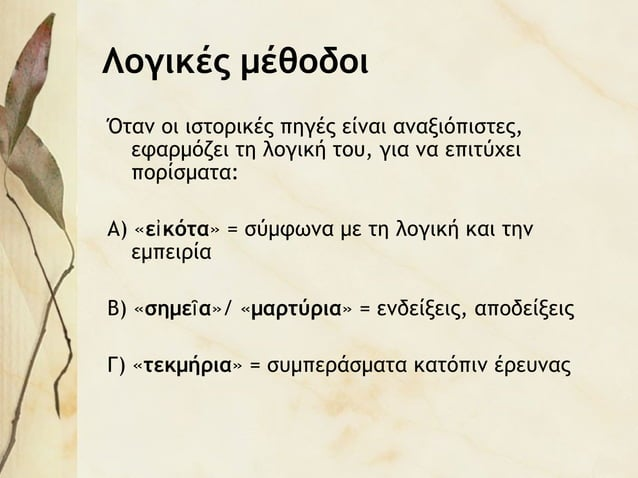 Λογικές μέθοδοι
Όταν οι ιστορικές πηγές είναι αναξιόπιστες,
εφαρμόζει τη λογική του, για να επιτύχει
πορίσματα:
Α) «εἰκότα» = σύμφωνα με τη λογική και την
εμπειρία
Β) «σημεῖα»/ «μαρτύρια» = ενδείξεις, αποδείξεις
Γ) «τεκμήρια» = συμπεράσματα κατόπιν έρευνας